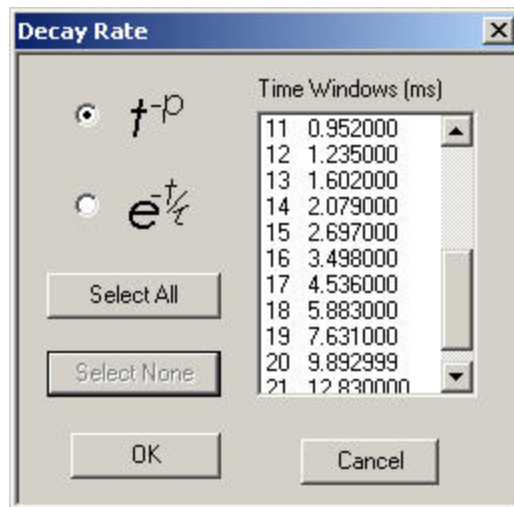 Decay Rate
t^-p
e^-t/τ
Select All
Select None
OK
Time Windows (ms)
11 0.952000
12 1.235000
13 1.602000
14 2.079000
15 2.697000
16 3.498000
17 4.536000
18 5.883000
19 7.631000
20 9.892999
21 12.830000
Cancel